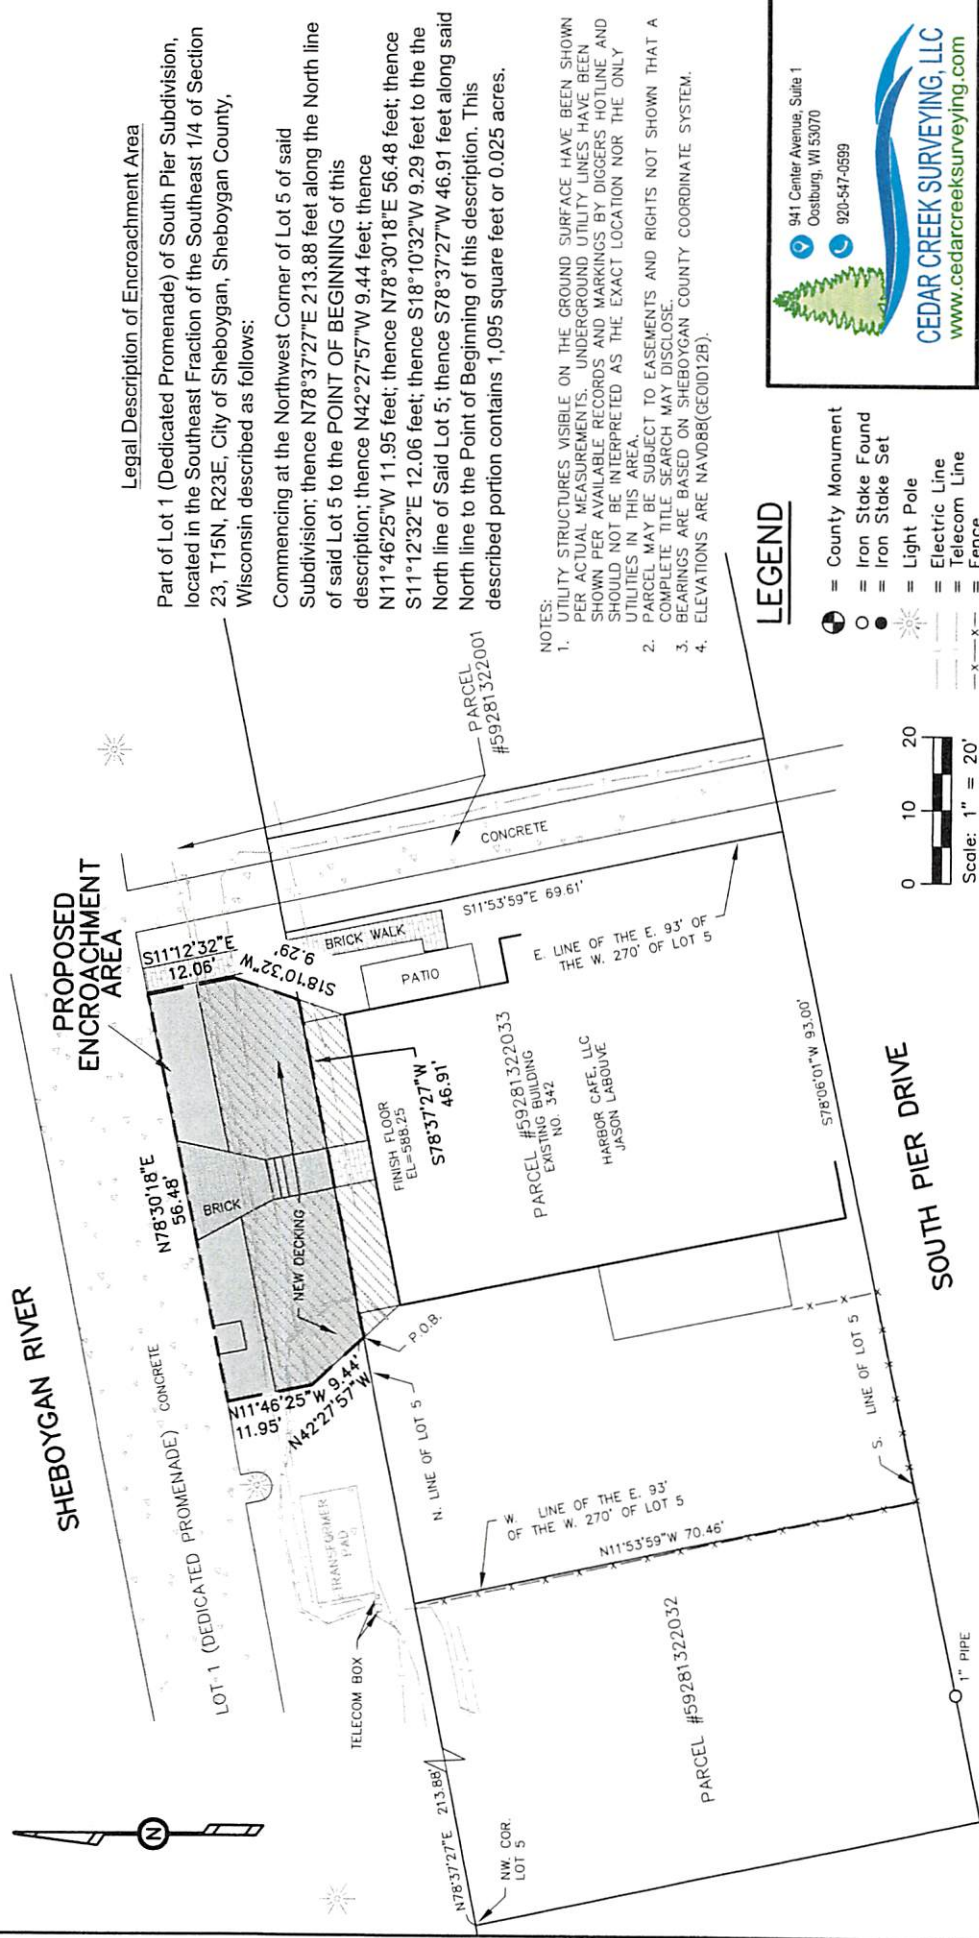 SHEBOYGAN RIVER
PROPOSED
ENCROACHMENT
AREA
LOT 1 (DEDICATED PROMENADE) CONCRETE
N78°30'18"E
56.48'
S11°12'32"E
12.06'
S18°10'32"W
9.29'
BRICK
NEW DECKING
N11°46'25"W
11.95'
N42°27'57"W 9.44'
P.O.B.
S78°37'27"W
46.91'
FINISH FLOOR
EL=588.25
BRICK WALK
PATIO
CONCRETE
PARCEL
#59281322001
S11°53'59"E 69.61'
E. LINE OF THE E. 93' OF
THE W. 270' OF LOT 5
PARCEL #59281322033
EXISTING BUILDING
NO. 342
HARBOR CAFE, LLC
JASON LABOUVE
TRANSFORMER
PAD
TELECOM BOX
N. LINE OF LOT 5
W. LINE OF THE E. 93'
OF THE W. 270' OF LOT 5
N11°53'59"W 70.46'
N78°37'27"E 213.88'
NW. COR.
LOT 5
N
PARCEL #59281322032
1" PIPE
S. LINE OF LOT 5
S78°06'01"W 93.00'
SOUTH PIER DRIVE
Legal Description of Encroachment Area
Part of Lot 1 (Dedicated Promenade) of South Pier Subdivision,
located in the Southeast Fraction of the Southeast 1/4 of Section
23, T15N, R23E, City of Sheboygan, Sheboygan County,
Wisconsin described as follows:
Commencing at the Northwest Corner of Lot 5 of said
Subdivision; thence N78°37'27"E 213.88 feet along the North line
of said Lot 5 to the POINT OF BEGINNING of this
description; thence N42°27'57"W 9.44 feet; thence
N11°46'25"W 11.95 feet; thence N78°30'18"E 56.48 feet; thence
S11°12'32"E 12.06 feet; thence S18°10'32"W 9.29 feet to the the
North line of Said Lot 5; thence S78°37'27"W 46.91 feet along said
North line to the Point of Beginning of this description. This
described portion contains 1,095 square feet or 0.025 acres.
NOTES:
1. UTILITY STRUCTURES VISIBLE ON THE GROUND SURFACE HAVE BEEN SHOWN
PER ACTUAL MEASUREMENTS. UNDERGROUND UTILITY LINES HAVE BEEN
SHOWN PER AVAILABLE RECORDS AND MARKINGS BY DIGGERS HOTLINE AND
SHOULD NOT BE INTERPRETED AS THE EXACT LOCATION NOR THE ONLY
UTILITIES IN THIS AREA.
2. PARCEL MAY BE SUBJECT TO EASEMENTS AND RIGHTS NOT SHOWN THAT A
COMPLETE TITLE SEARCH MAY DISCLOSE.
3. BEARINGS ARE BASED ON SHEBOYGAN COUNTY COORDINATE SYSTEM.
4. ELEVATIONS ARE NAVD88(GEOID12B).
LEGEND
= County Monument
= Iron Stake Found
= Iron Stake Set
= Light Pole
= Electric Line
= Telecom Line
—x—x— = Fence
0 10 20
Scale: 1" = 20'
941 Center Avenue, Suite 1
Oostburg, WI 53070
920-547-0599
CEDAR CREEK SURVEYING, LLC
www.cedarcreeksurveying.com